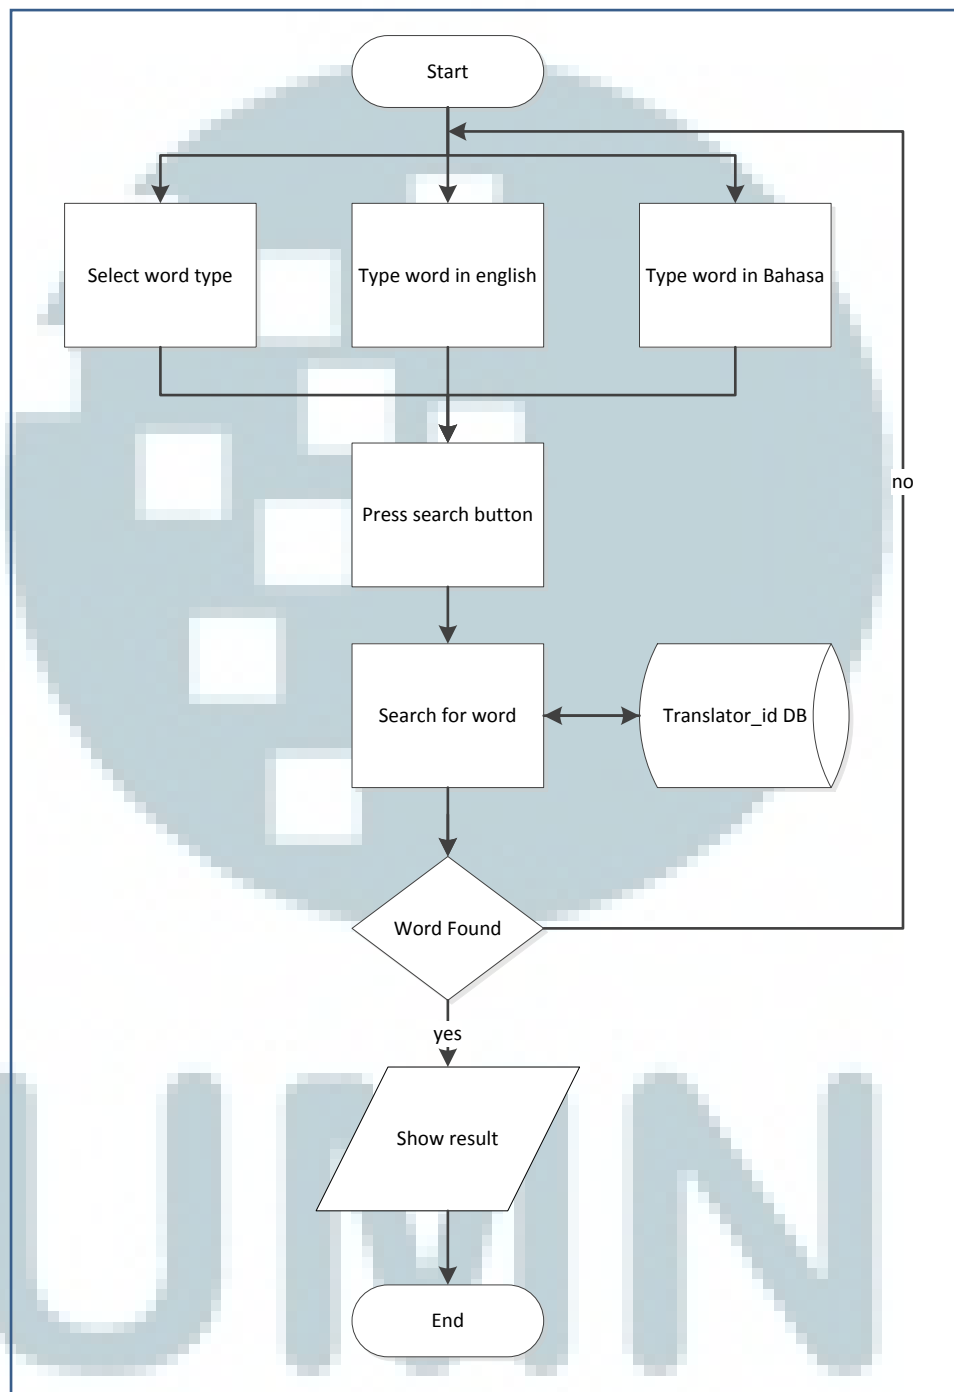 Start
Select word type
Type word in english
Type word in Bahasa
no
Press search button
Search for word
Translator_id DB
Word Found
yes
Show result
End
UMN